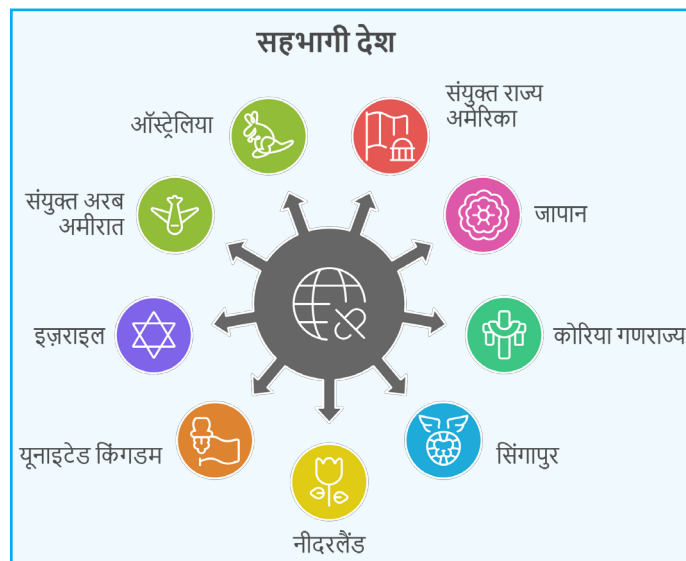 सहभागी देश
ऑस्ट्रेलिया
संयुक्त राज्य
अमेरिका
संयुक्त अरब
अमीरात
जापान
इज़राइल
कोरिया गणराज्य
यूनाइटेड किंगडम
सिंगापुर
नीदरलैंड